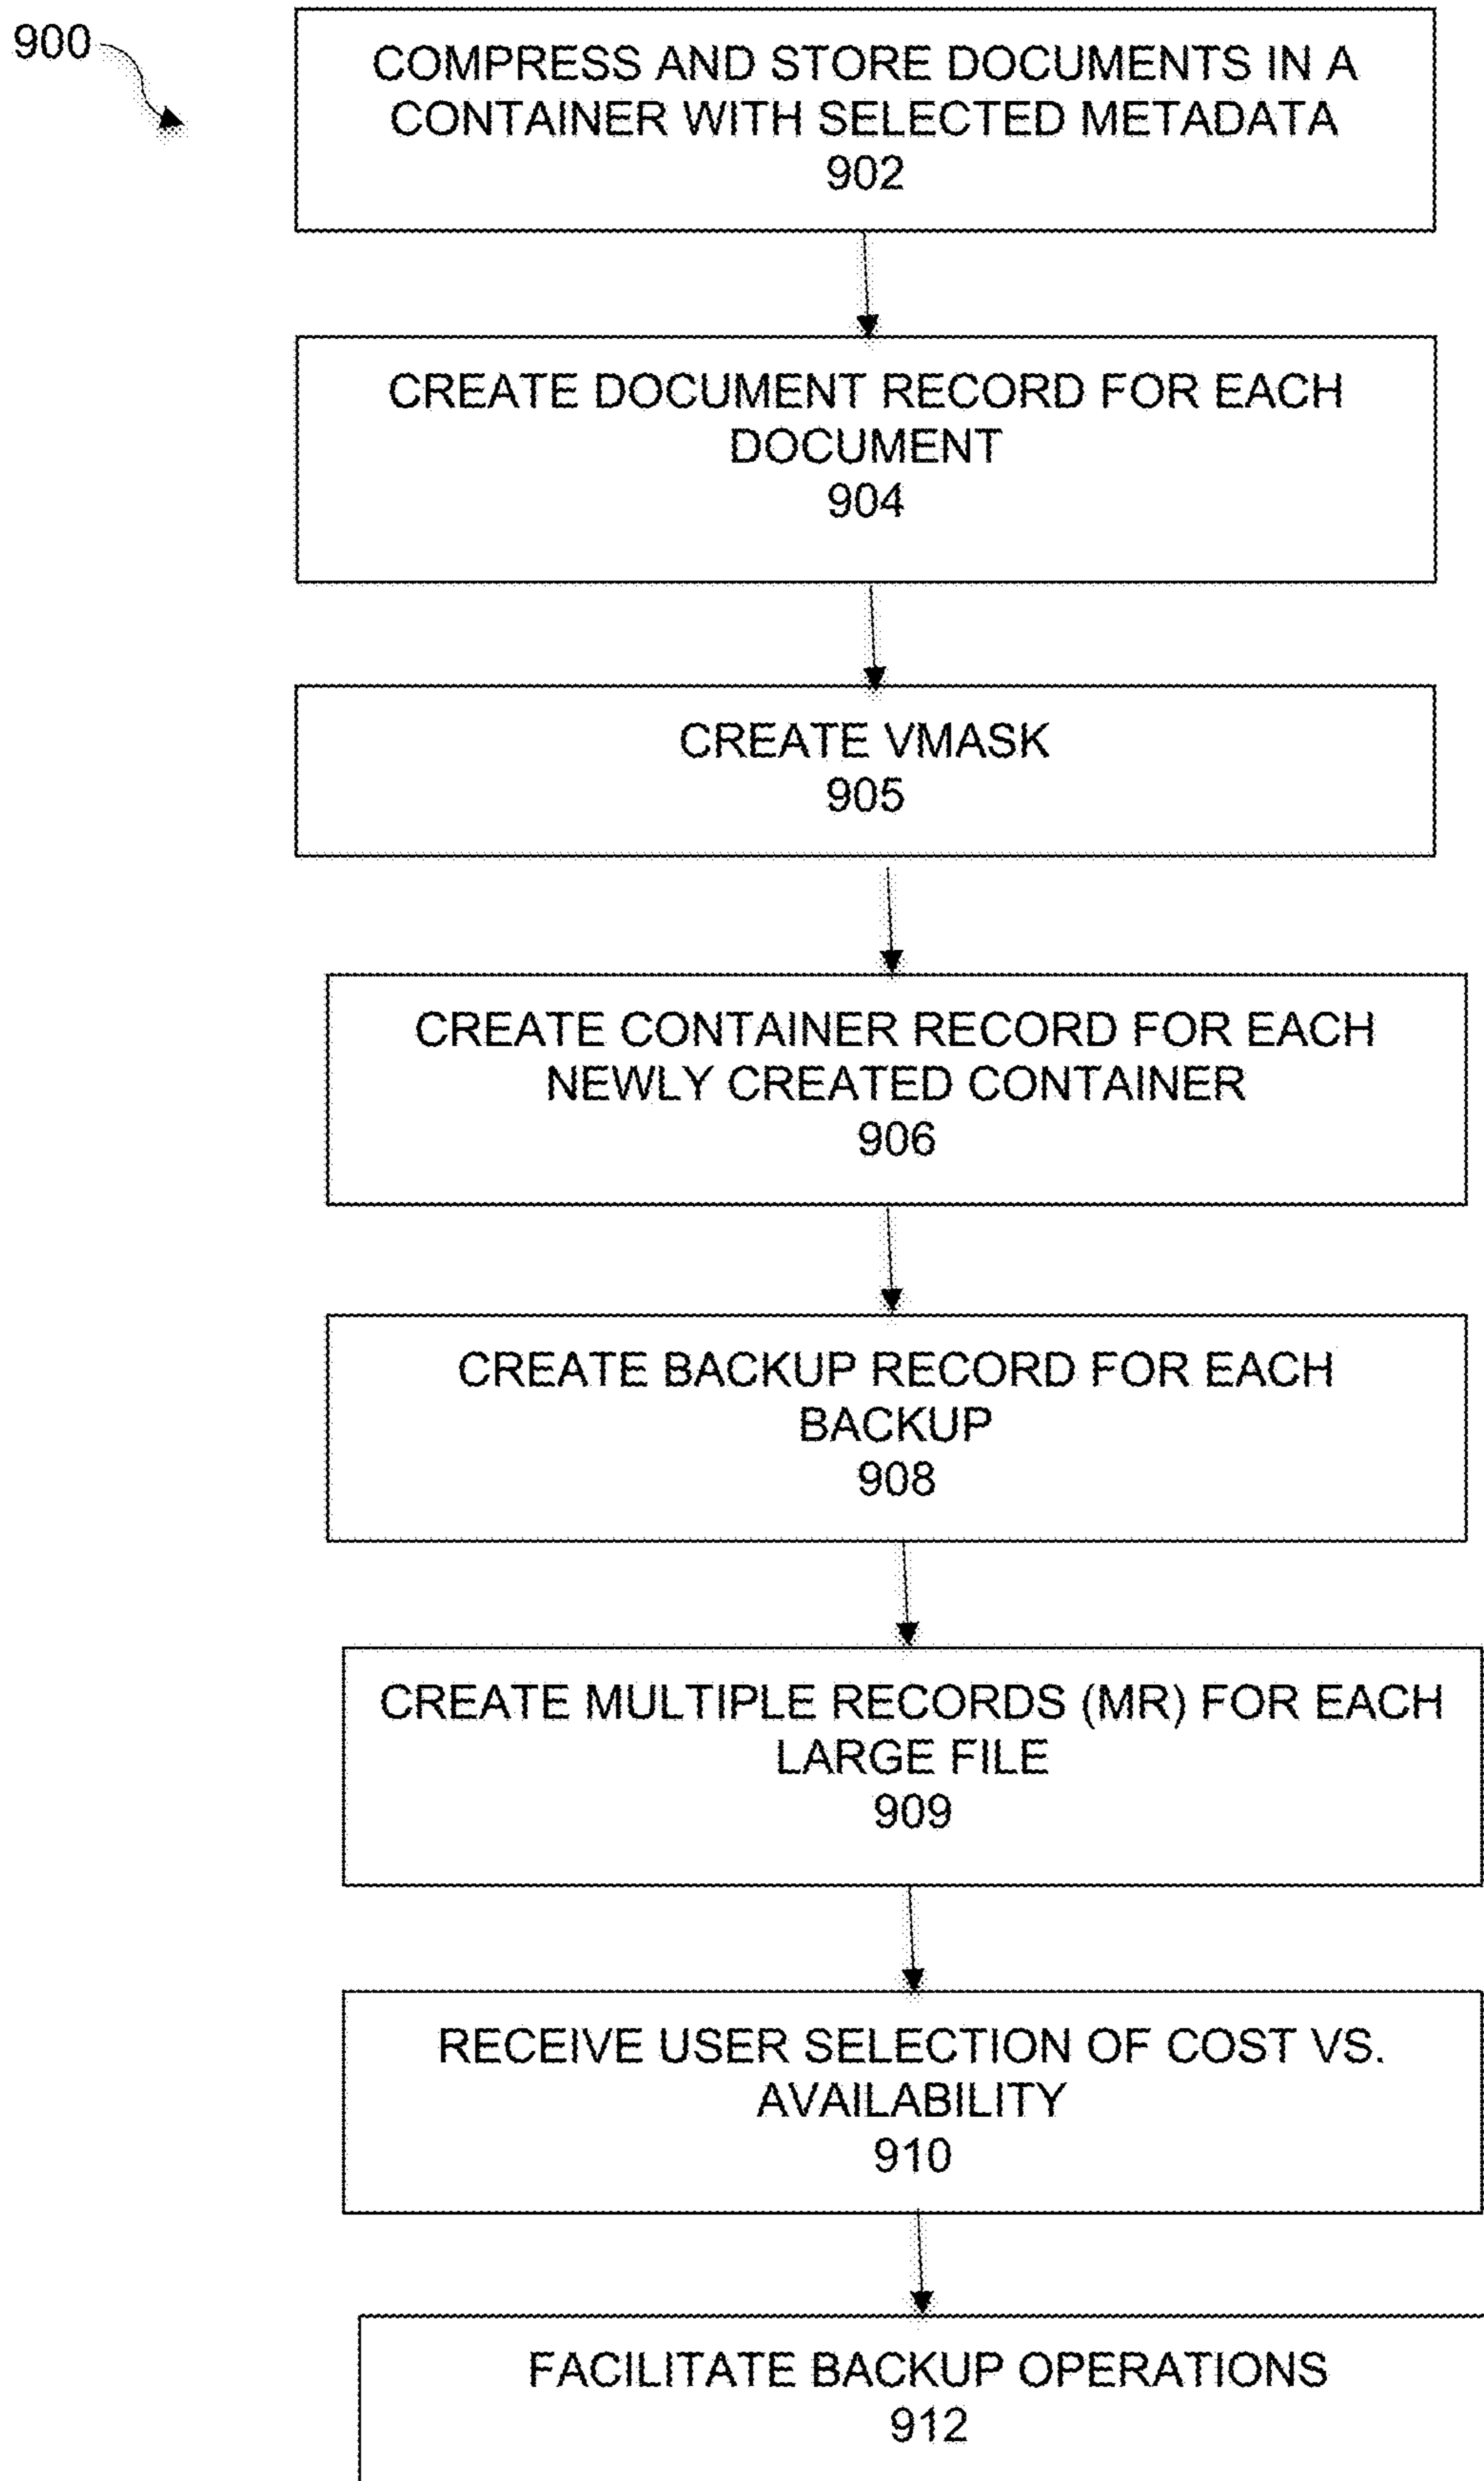 900
COMPRESS AND STORE DOCUMENTS IN A
CONTAINER WITH SELECTED METADATA
902
CREATE DOCUMENT RECORD FOR EACH
DOCUMENT
904
CREATE VMASK
905
CREATE CONTAINER RECORD FOR EACH
NEWLY CREATED CONTAINER
906
CREATE BACKUP RECORD FOR EACH
BACKUP
908
CREATE MULTIPLE RECORDS (MR) FOR EACH
LARGE FILE
909
RECEIVE USER SELECTION OF COST VS.
AVAILABILITY
910
FACILITATE BACKUP OPERATIONS
912